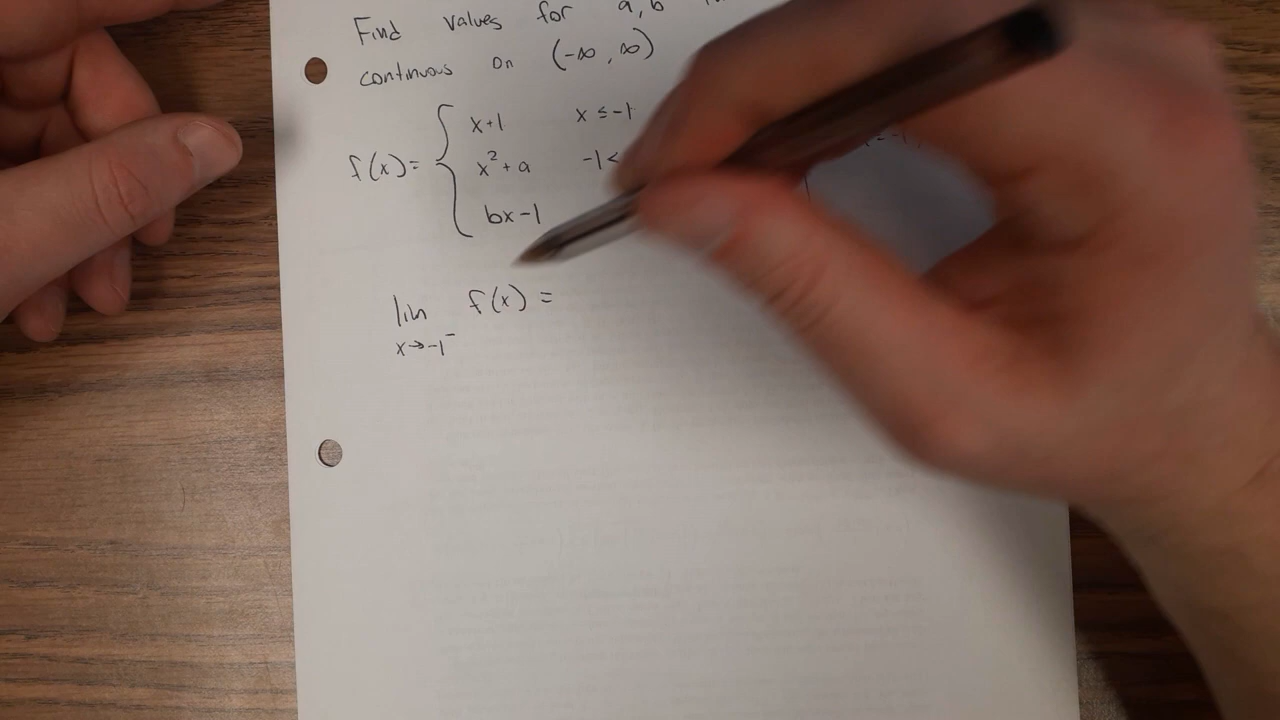 Find values for a, b
continuous on (-∞, ∞)
f(x) = { x+1 x ≤ -1
x² + a -1 <
bx - 1
lim f(x) =
x → -1⁻